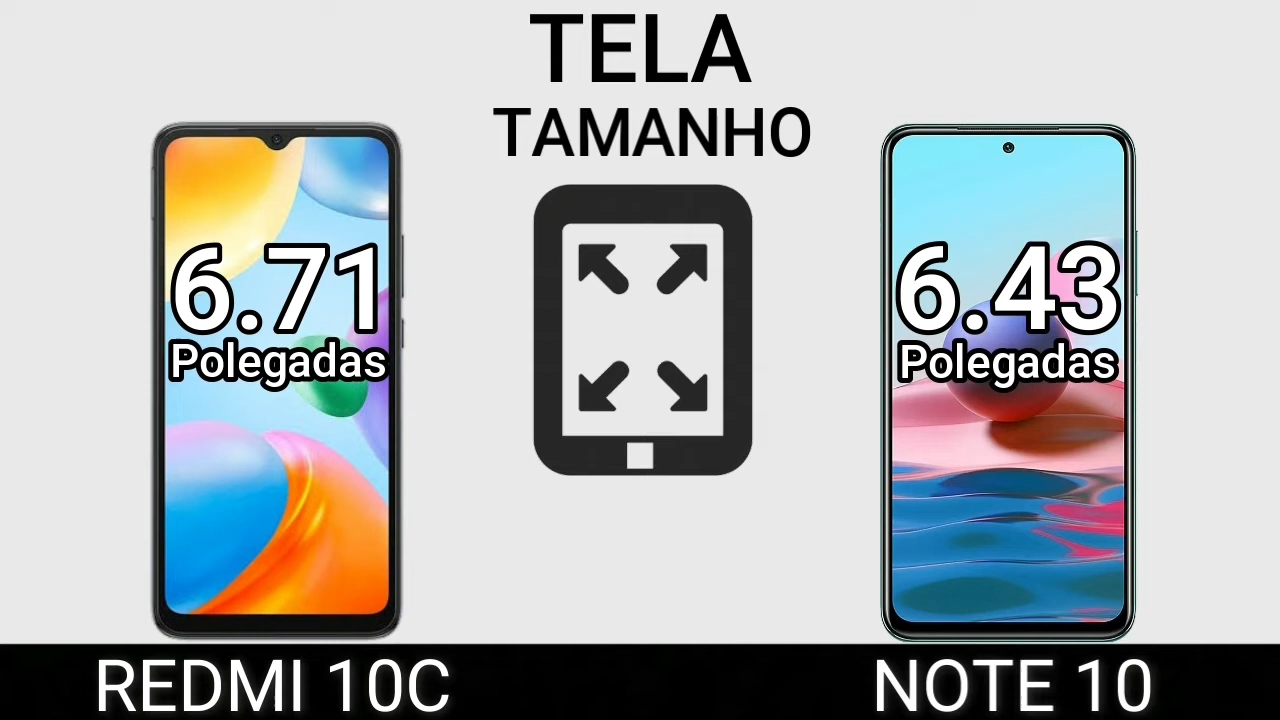 TELA
TAMANHO
6.71
Polegadas
6.43
Polegadas
REDMI 10C
NOTE 10